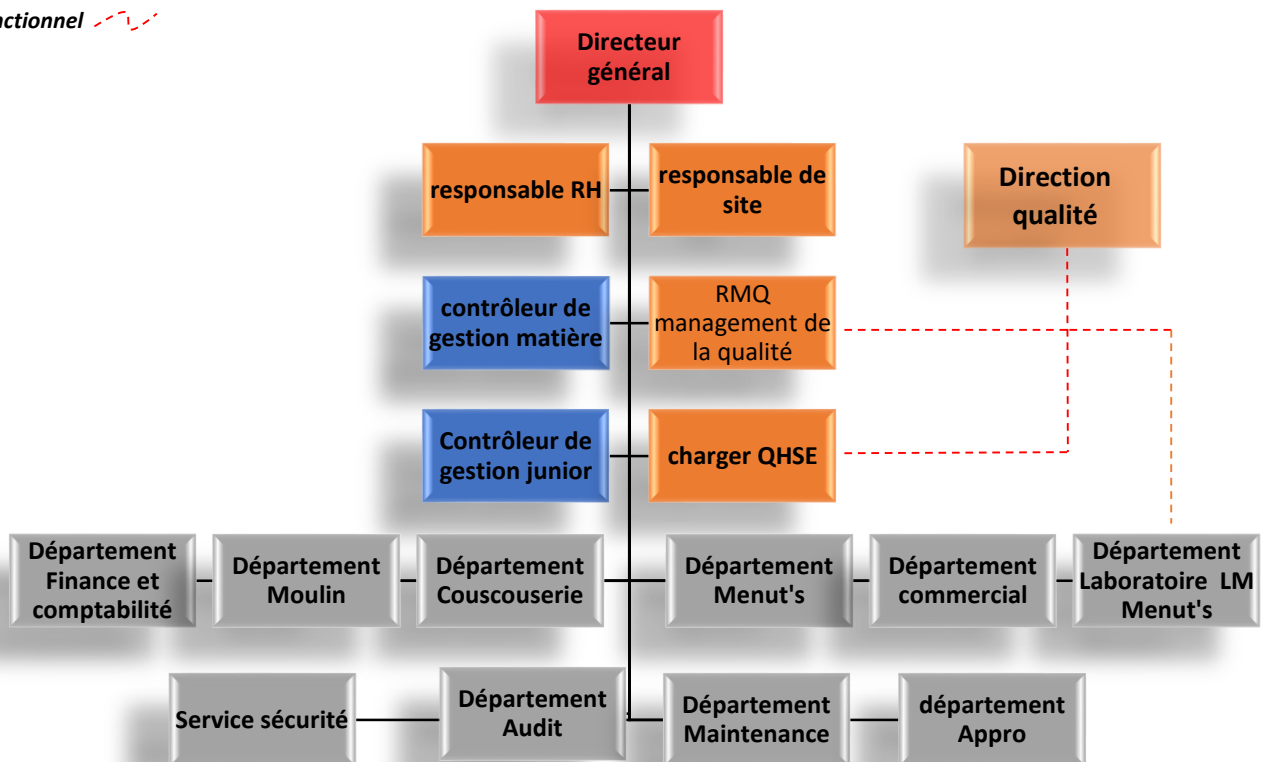 Directeur
général
responsable RH
responsable de
site
Direction
qualité
contrôleur de
gestion matière
RMQ
management de
la qualité
Contrôleur de
gestion junior
charger QHSE
Département
Finance et
comptabilité
Département
Moulin
Département
Couscouserie
Département
Menut's
Département
commercial
Département
Laboratoire LM
Menut's
Service sécurité
Département
Audit
Département
Maintenance
département
Appro